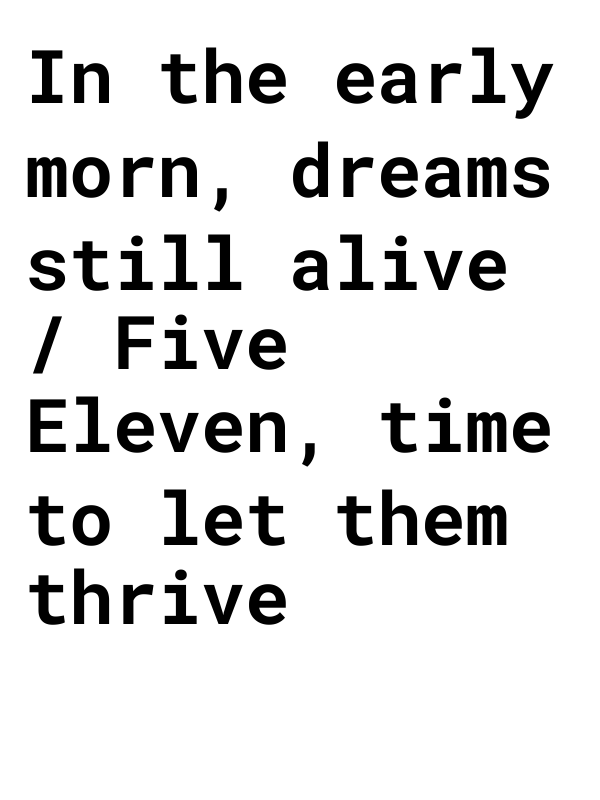 In the early
morn, dreams
still alive
/ Five
Eleven, time
to let them
thrive